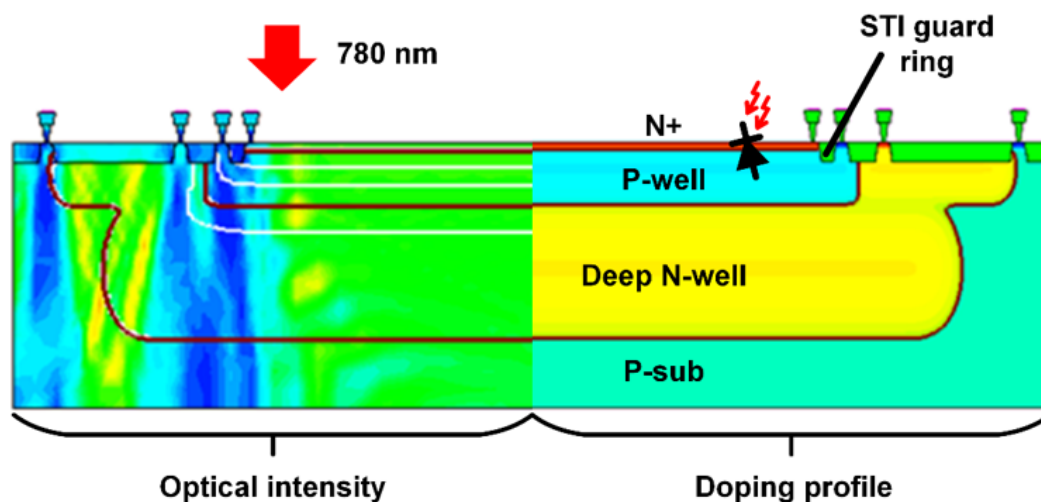 780 nm
STI guard
ring
N+
P-well
Deep N-well
P-sub
Optical intensity
Doping profile